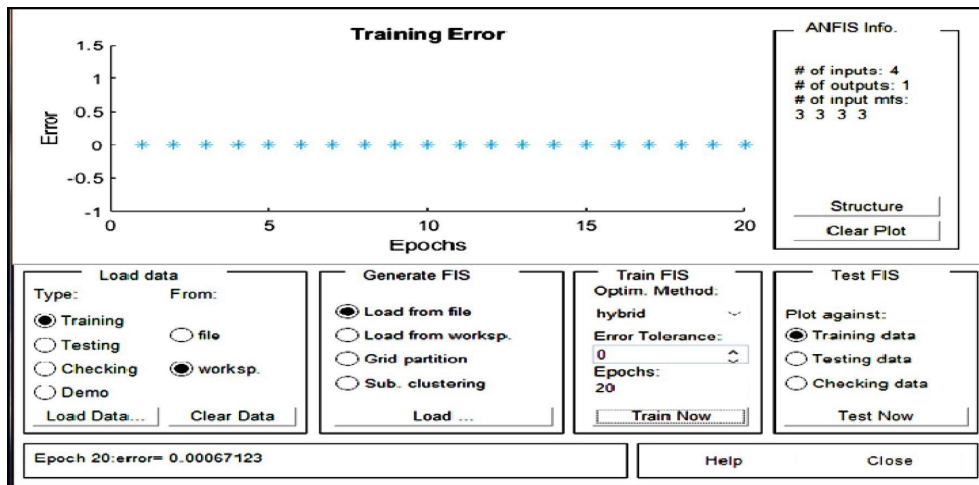 Training Error
1.5
1
0.5
0
-0.5
-1
Error
0 5 10 15 20
Epochs
ANFIS Info.
# of inputs: 4
# of outputs: 1
# of input mfs:
3 3 3 3
Structure
Clear Plot
Load data
Type: From:
Training
Testing
Checking
Demo
file
worksp.
Load Data... Clear Data
Generate FIS
Load from file
Load from worksp.
Grid partition
Sub. clustering
Load ...
Train FIS
Optim. Method:
hybrid
Error Tolerance:
0
Epochs:
20
Train Now
Test FIS
Plot against:
Training data
Testing data
Checking data
Test Now
Epoch 20:error= 0.00067123
Help Close